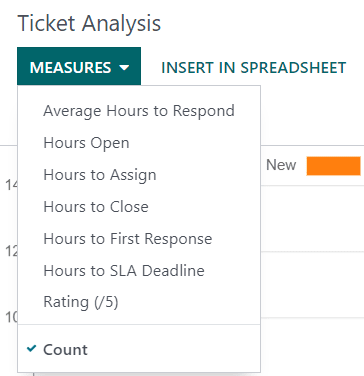 Ticket Analysis
MEASURES INSERT IN SPREADSHEET
Average Hours to Respond
Hours Open
Hours to Assign
Hours to Close
Hours to First Response
Hours to SLA Deadline
Rating (/5)
Count
New
14
12
10